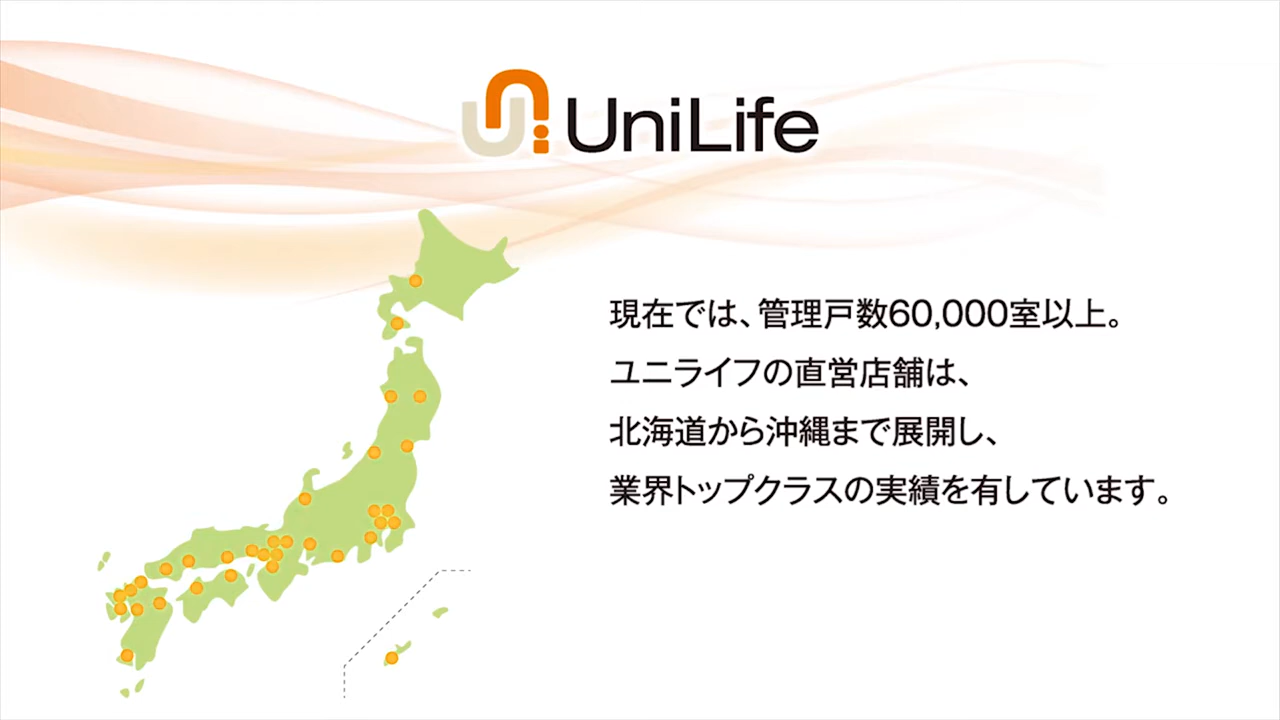 UniLife
現在では、管理戸数60,000室以上。
ユニライフの直営店舗は、
北海道から沖縄まで展開し、
業界トップクラスの実績を有しています。